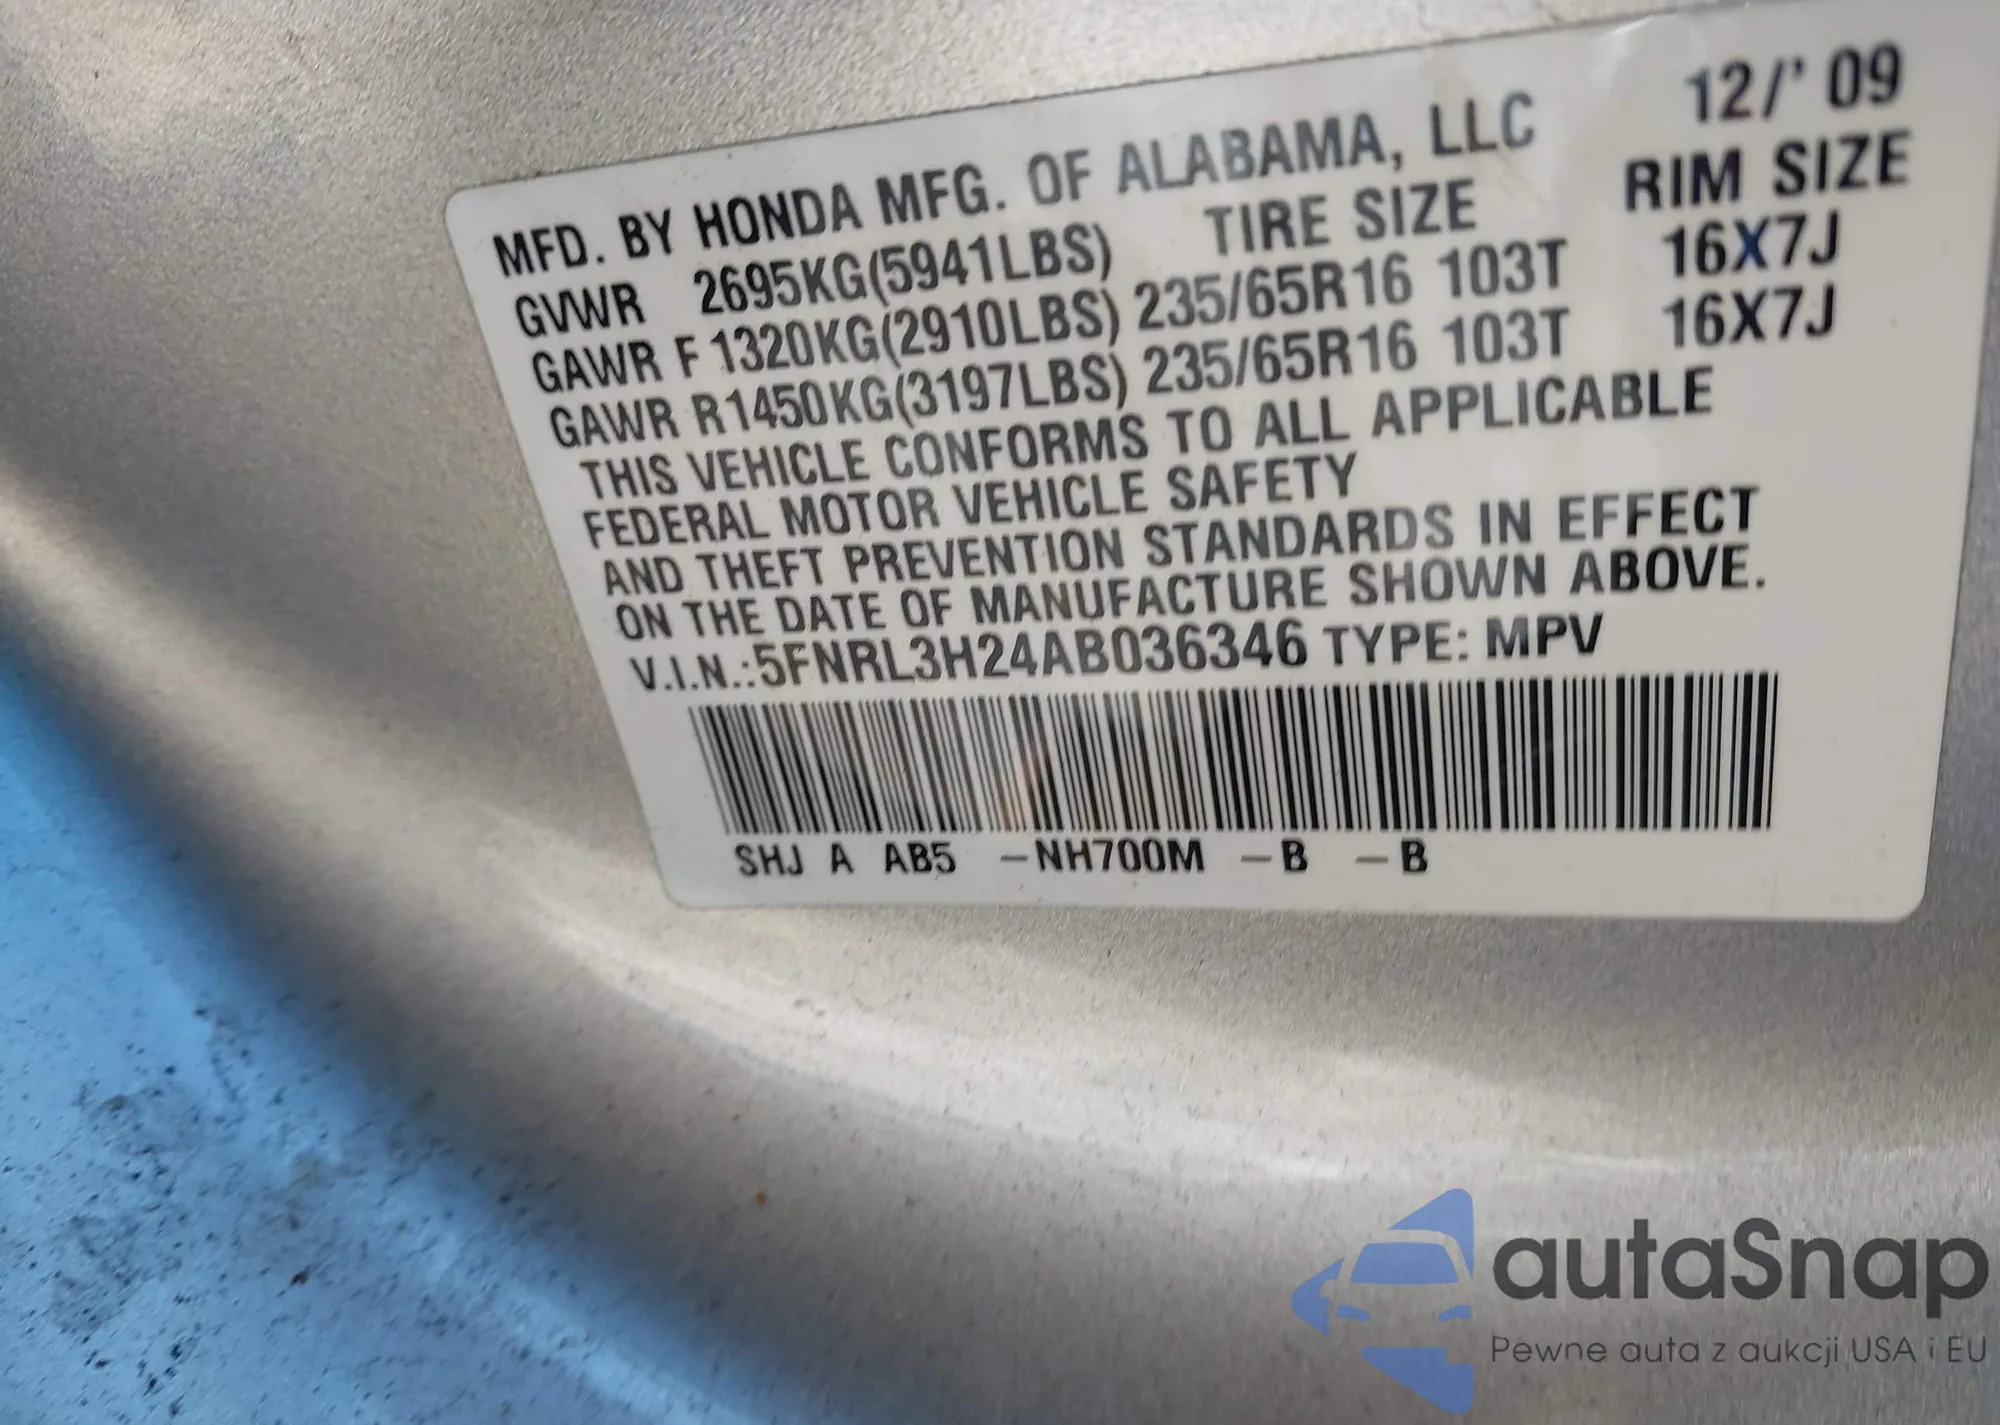 MFD. BY HONDA MFG. OF ALABAMA, LLC 12/' 09
GVWR 2695KG(5941LBS) TIRE SIZE RIM SIZE
GAWR F 1320KG(2910LBS) 235/65R16 103T 16X7J
GAWR R1450KG(3197LBS) 235/65R16 103T 16X7J
THIS VEHICLE CONFORMS TO ALL APPLICABLE
FEDERAL MOTOR VEHICLE SAFETY
AND THEFT PREVENTION STANDARDS IN EFFECT
ON THE DATE OF MANUFACTURE SHOWN ABOVE.
V.I.N.:5FNRL3H24AB036346 TYPE: MPV
SHJ A AB5 -NH700M -B -B
autaSnap
Pewne auta z aukcji USA i EU